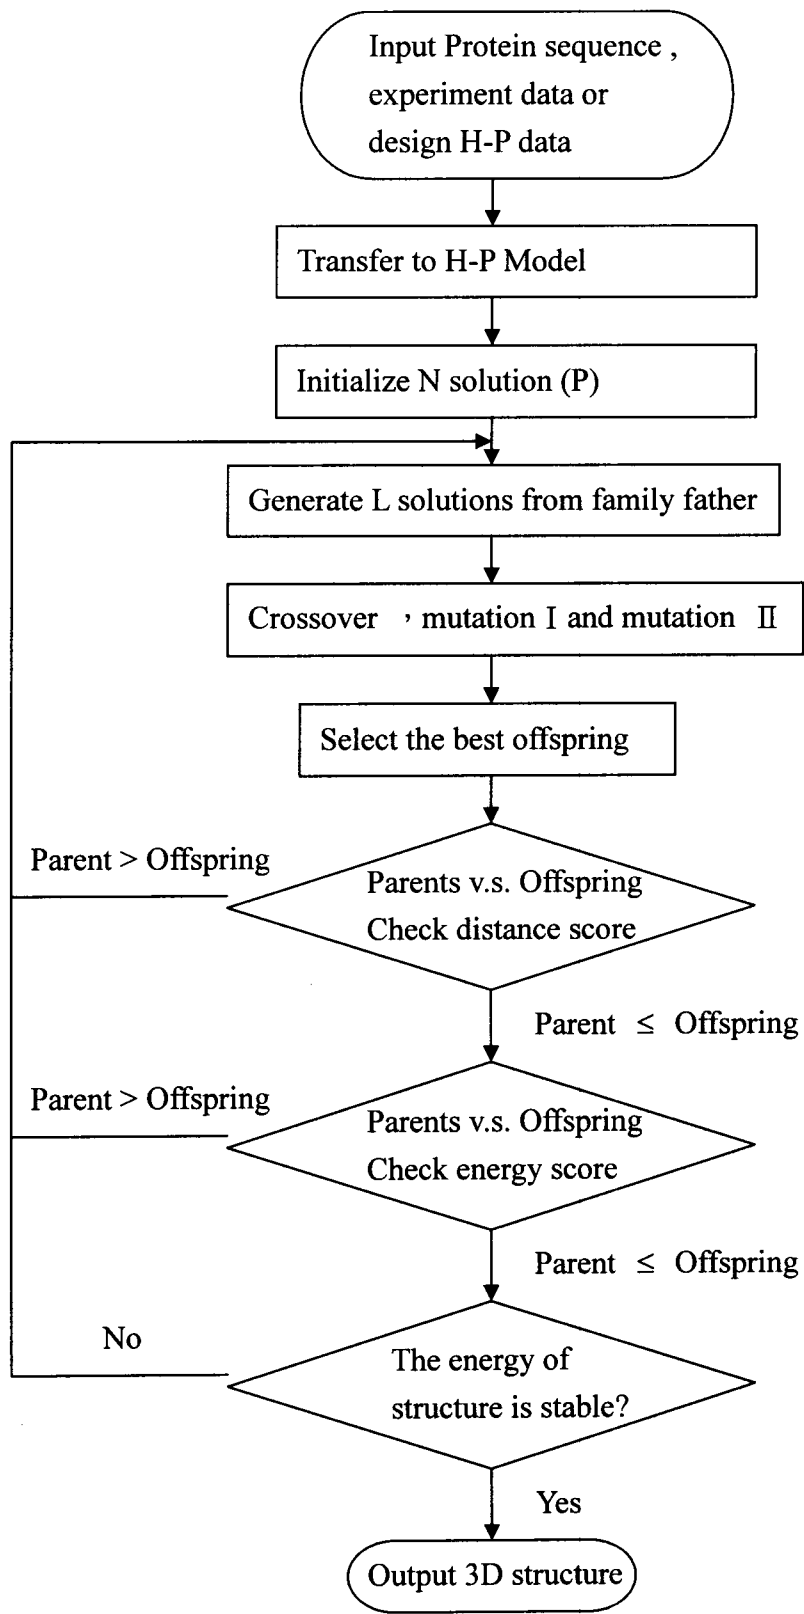 Input Protein sequence ,
experiment data or
design H-P data
Transfer to H-P Model
Initialize N solution (P)
Generate L solutions from family father
Crossover ，mutation Ⅰ and mutation Ⅱ
Select the best offspring
Parent > Offspring
Parents v.s. Offspring
Check distance score
Parent ≤ Offspring
Parent > Offspring
Parents v.s. Offspring
Check energy score
Parent ≤ Offspring
No
The energy of
structure is stable?
Yes
Output 3D structure